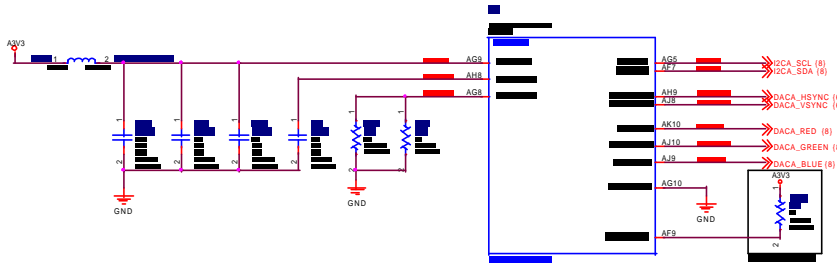 A3V3
1
2
AG9
AH8
AG8
AG5
I2CA_SCL (8)
AF7
I2CA_SDA (8)
AH9
DACA_HSYNC (
AJ8
DACA_VSYNC (
AK10
DACA_RED (8)
AJ10
DACA_GREEN (
AJ9
DACA_BLUE (8)
AG10
AF9
1
1
1
1
1
1
2
2
2
2
2
2
GND
GND
GND
A3V3
1
2